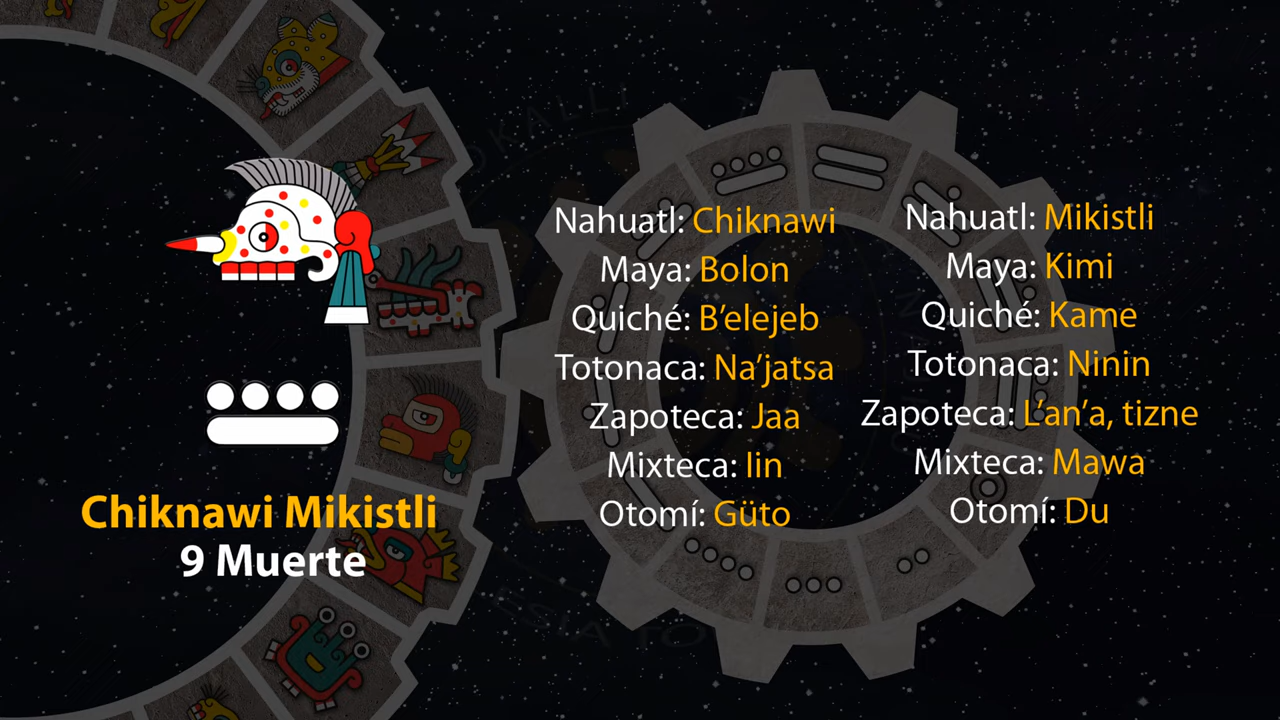 Chiknawi Mikistli
9 Muerte
Nahuatl: Chiknawi
Maya: Bolon
Quiché: B’elejeb
Totonaca: Na’jatsa
Zapoteca: Jaa
Mixteca: Iin
Otomí: Güto
Nahuatl: Mikistli
Maya: Kimi
Quiché: Kame
Totonaca: Ninin
Zapoteca: L’an’a, tizne
Mixteca: Mawa
Otomí: Du